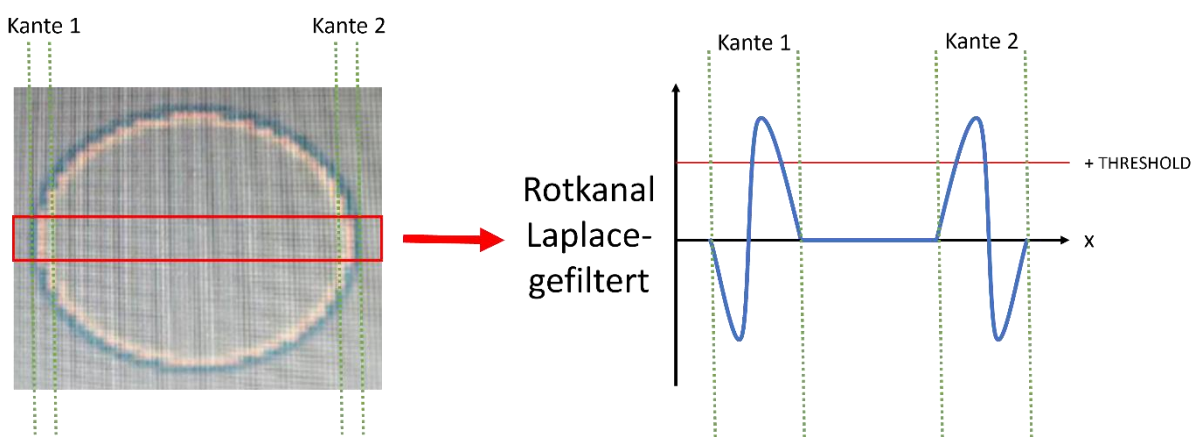 Kante 1
Kante 2
Rotkanal
Laplace-
gefiltert
Kante 1
Kante 2
+ THRESHOLD
x